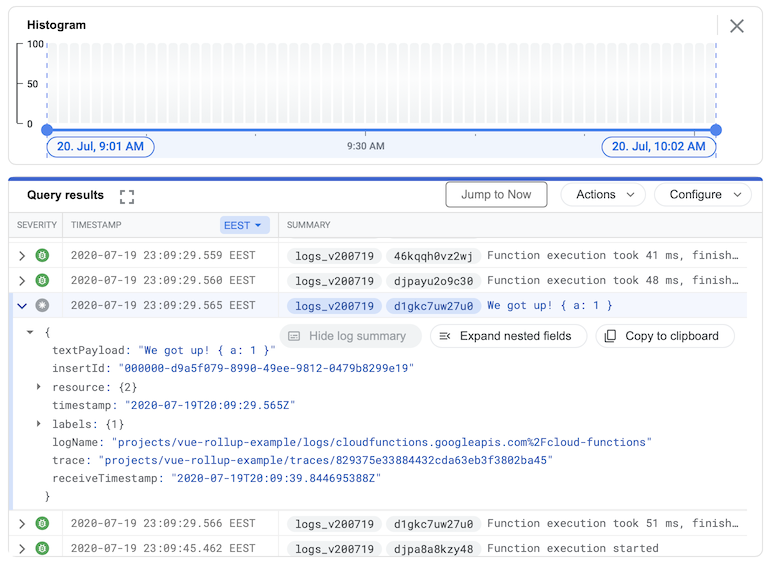 Histogram
100
50
0
20. Jul, 9:01 AM
9:30 AM
20. Jul, 10:02 AM
Query results
Jump to Now
Actions
Configure
SEVERITY TIMESTAMP EEST SUMMARY
2020-07-19 23:09:29.559 EEST logs_v200719 46kqqh0vz2wj Function execution took 41 ms, finish…
2020-07-19 23:09:29.560 EEST logs_v200719 djpayu2o9c30 Function execution took 48 ms, finish…
2020-07-19 23:09:29.565 EEST logs_v200719 d1gkc7uw27u0 We got up! { a: 1 }
{
Hide log summary
Expand nested fields
Copy to clipboard
textPayload: "We got up! { a: 1 }"
insertId: "000000-d9a5f079-8990-49ee-9812-0479b8299e19"
resource: {2}
timestamp: "2020-07-19T20:09:29.565Z"
labels: {1}
logName: "projects/vue-rollup-example/logs/cloudfunctions.googleapis.com%2Fcloud-functions"
trace: "projects/vue-rollup-example/traces/829375e33884432cda63eb3f3802ba45"
receiveTimestamp: "2020-07-19T20:09:39.844695388Z"
}
2020-07-19 23:09:29.566 EEST logs_v200719 d1gkc7uw27u0 Function execution took 51 ms, finish…
2020-07-19 23:09:45.462 EEST logs_v200719 djpa8a8kzy48 Function execution started